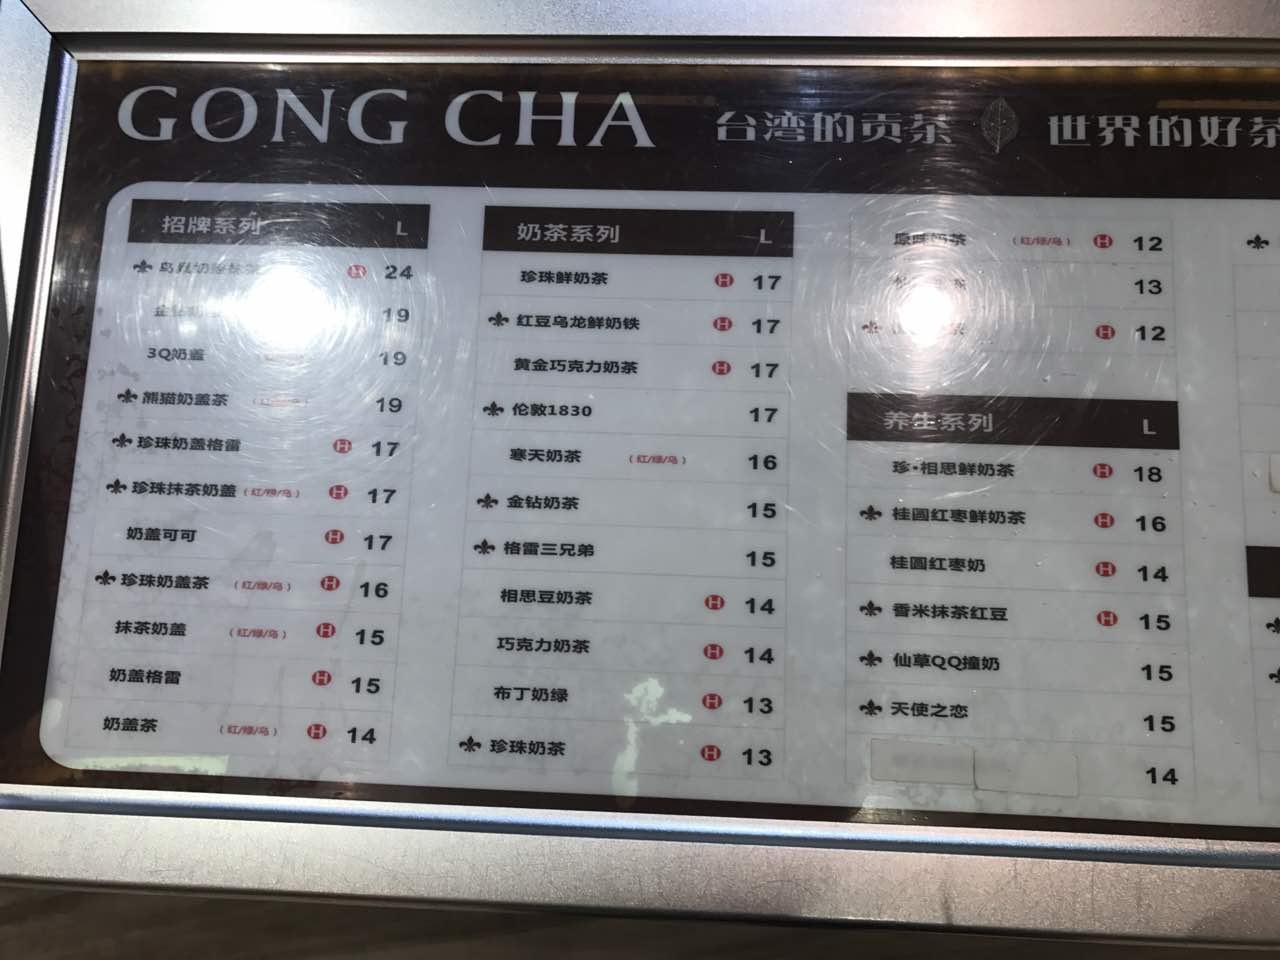 GONG CHA 台湾的贡茶 世界的好茶
招牌系列 L
H 24
19
3Q奶盖 19
熊猫奶盖茶 19
珍珠奶盖格雷 H 17
珍珠抹茶奶盖 (红/绿/乌) H 17
奶盖可可 H 17
珍珠奶盖茶 (红/绿/乌) H 16
抹茶奶盖 (红/绿/乌) H 15
奶盖格雷 H 15
奶盖茶 (红/绿/乌) H 14
奶茶系列 L
珍珠鲜奶茶 H 17
红豆乌龙鲜奶铁 H 17
黄金巧克力奶茶 H 17
伦敦1830 17
寒天奶茶 (红/绿/乌) 16
金钻奶茶 15
格雷三兄弟 15
相思豆奶茶 H 14
巧克力奶茶 H 14
布丁奶绿 H 13
珍珠奶茶 H 13
原味奶茶 (红/绿/乌) H 12
13
H 12
养生系列 L
珍·相思鲜奶茶 H 18
桂圆红枣鲜奶茶 H 16
桂圆红枣奶 H 14
香米抹茶红豆 H 15
仙草QQ撞奶 15
天使之恋 15
14